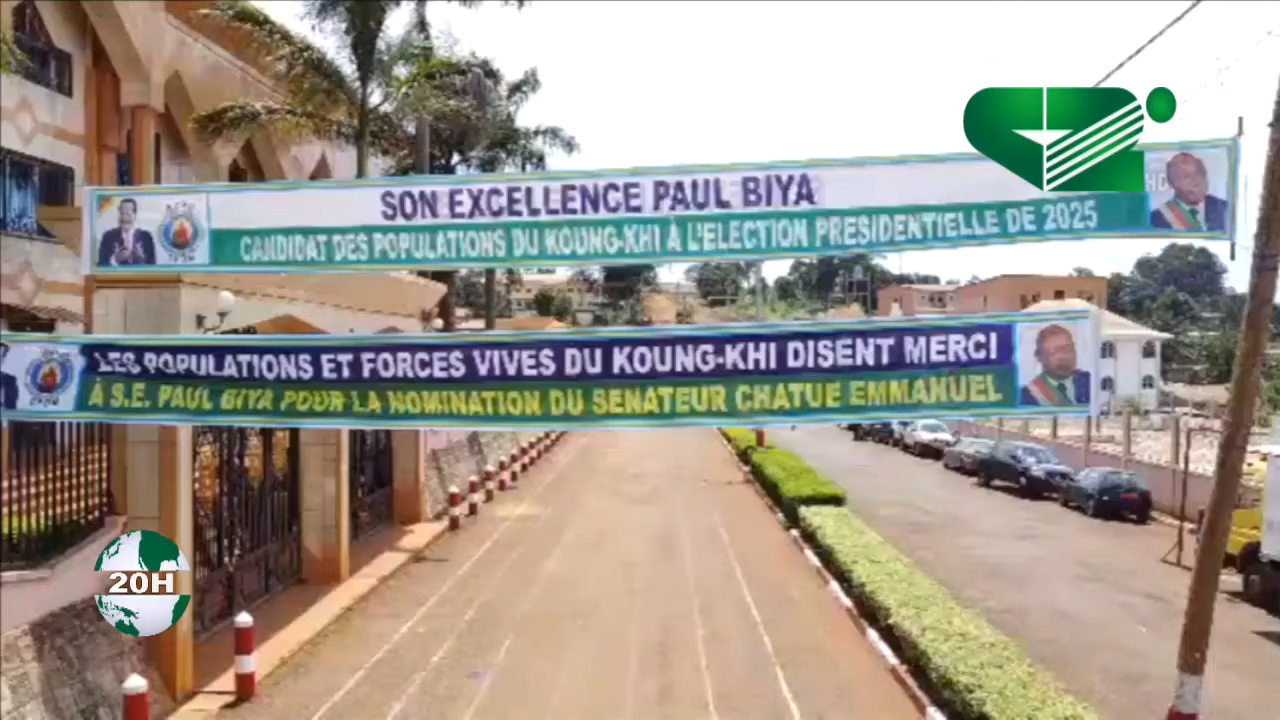 SON EXCELLENCE PAUL BIYA
CANDIDAT DES POPULATIONS DU KOUNG-KHI À L'ELECTION PRESIDENTIELLE DE 2025
HD
LES POPULATIONS ET FORCES VIVES DU KOUNG-KHI DISENT MERCI
À S.E. PAUL BIYA POUR LA NOMINATION DU SENATEUR CHATUE EMMANUEL
20H